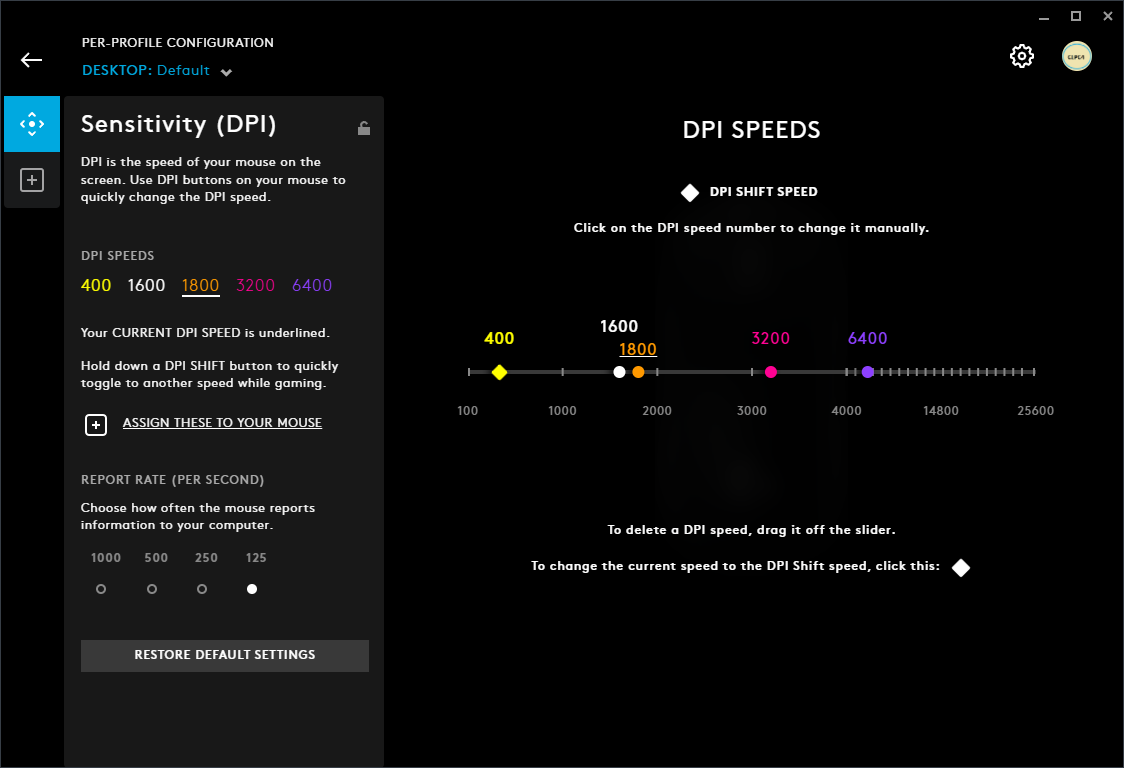 PER-PROFILE CONFIGURATION
DESKTOP: Default
Sensitivity (DPI)
DPI is the speed of your mouse on the
screen. Use DPI buttons on your mouse to
quickly change the DPI speed.
DPI SPEEDS
400 1600 1800 3200 6400
Your CURRENT DPI SPEED is underlined.
Hold down a DPI SHIFT button to quickly
toggle to another speed while gaming.
ASSIGN THESE TO YOUR MOUSE
REPORT RATE (PER SECOND)
Choose how often the mouse reports
information to your computer.
1000 500 250 125
RESTORE DEFAULT SETTINGS
DPI SPEEDS
DPI SHIFT SPEED
Click on the DPI speed number to change it manually.
1600
400 1800 3200 6400
100 1000 2000 3000 4000 14800 25600
To delete a DPI speed, drag it off the slider.
To change the current speed to the DPI Shift speed, click this: